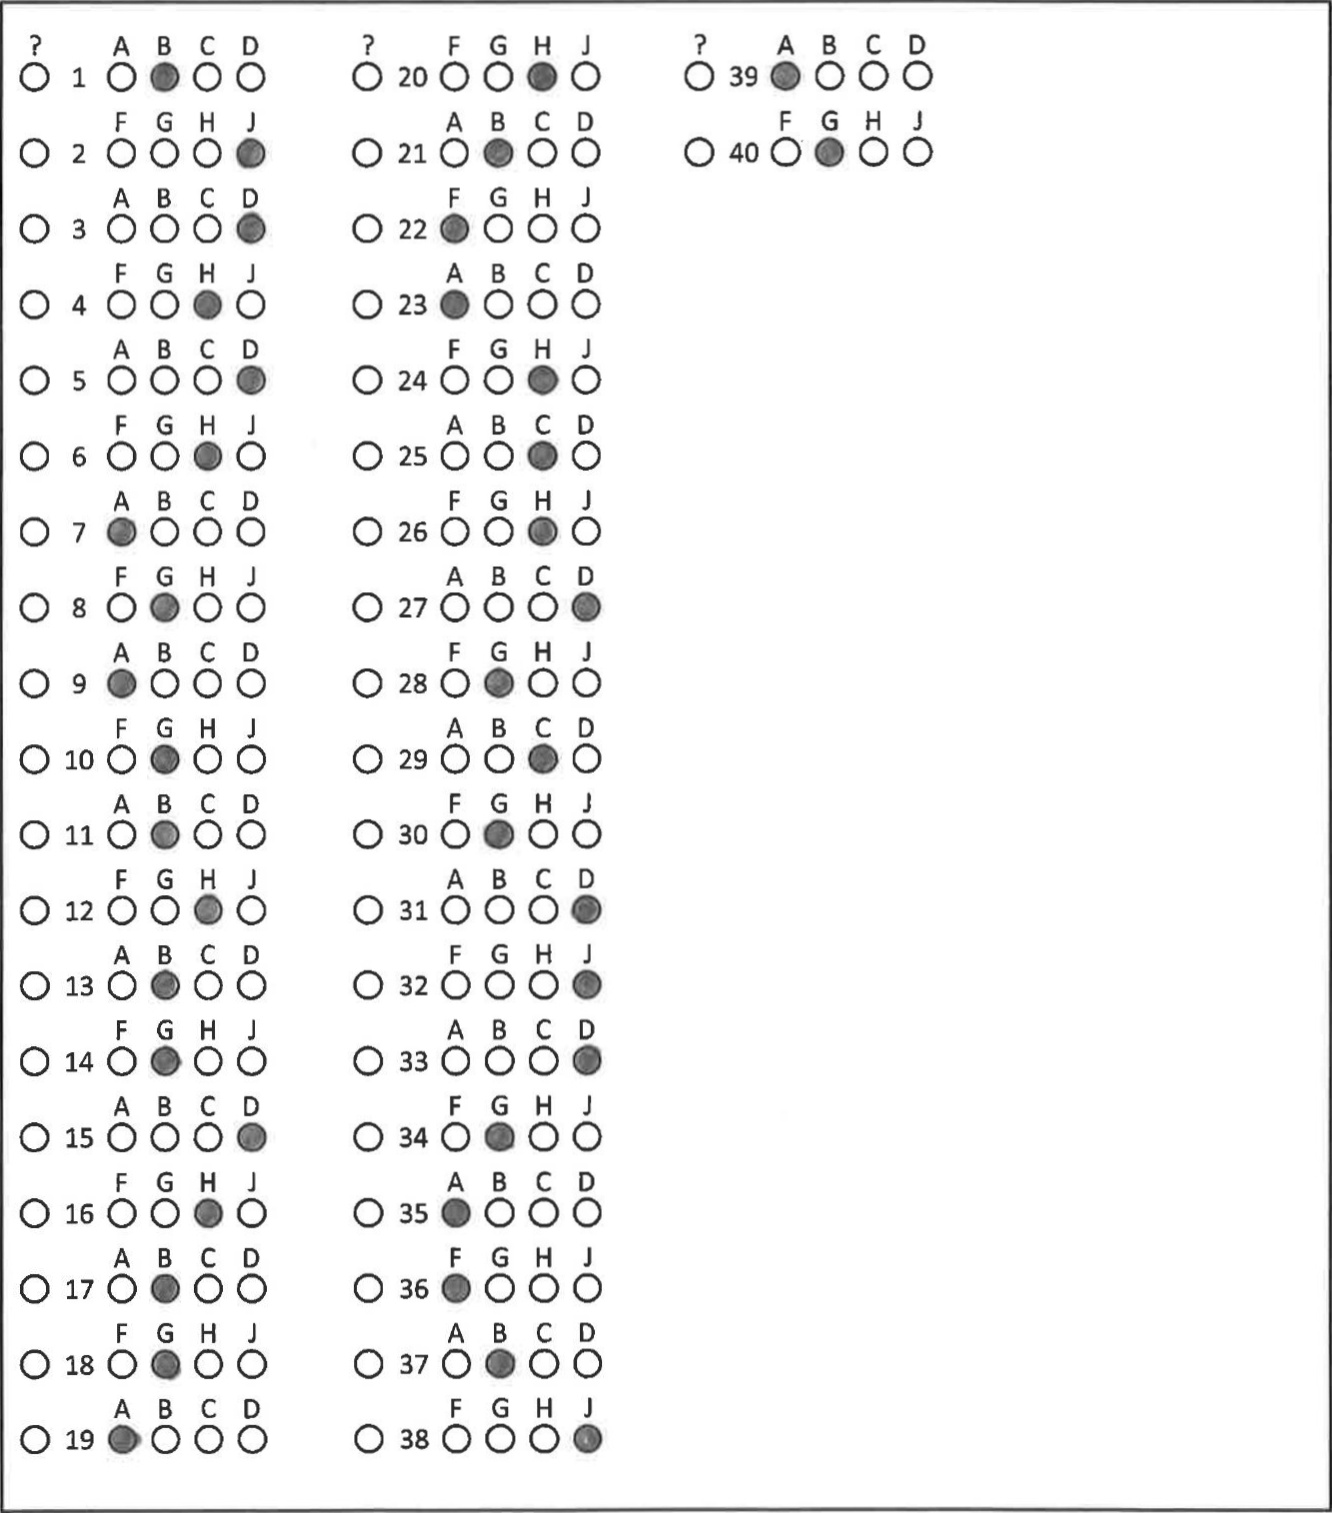 ? A B C D
1
F G H J
2
A B C D
3
F G H J
4
A B C D
5
F G H J
6
A B C D
7
F G H J
8
A B C D
9
F G H J
10
A B C D
11
F G H J
12
A B C D
13
F G H J
14
A B C D
15
F G H J
16
A B C D
17
F G H J
18
A B C D
19
? F G H J
20
A B C D
21
F G H J
22
A B C D
23
F G H J
24
A B C D
25
F G H J
26
A B C D
27
F G H J
28
A B C D
29
F G H J
30
A B C D
31
F G H J
32
A B C D
33
F G H J
34
A B C D
35
F G H J
36
A B C D
37
F G H J
38
? A B C D
39
F G H J
40